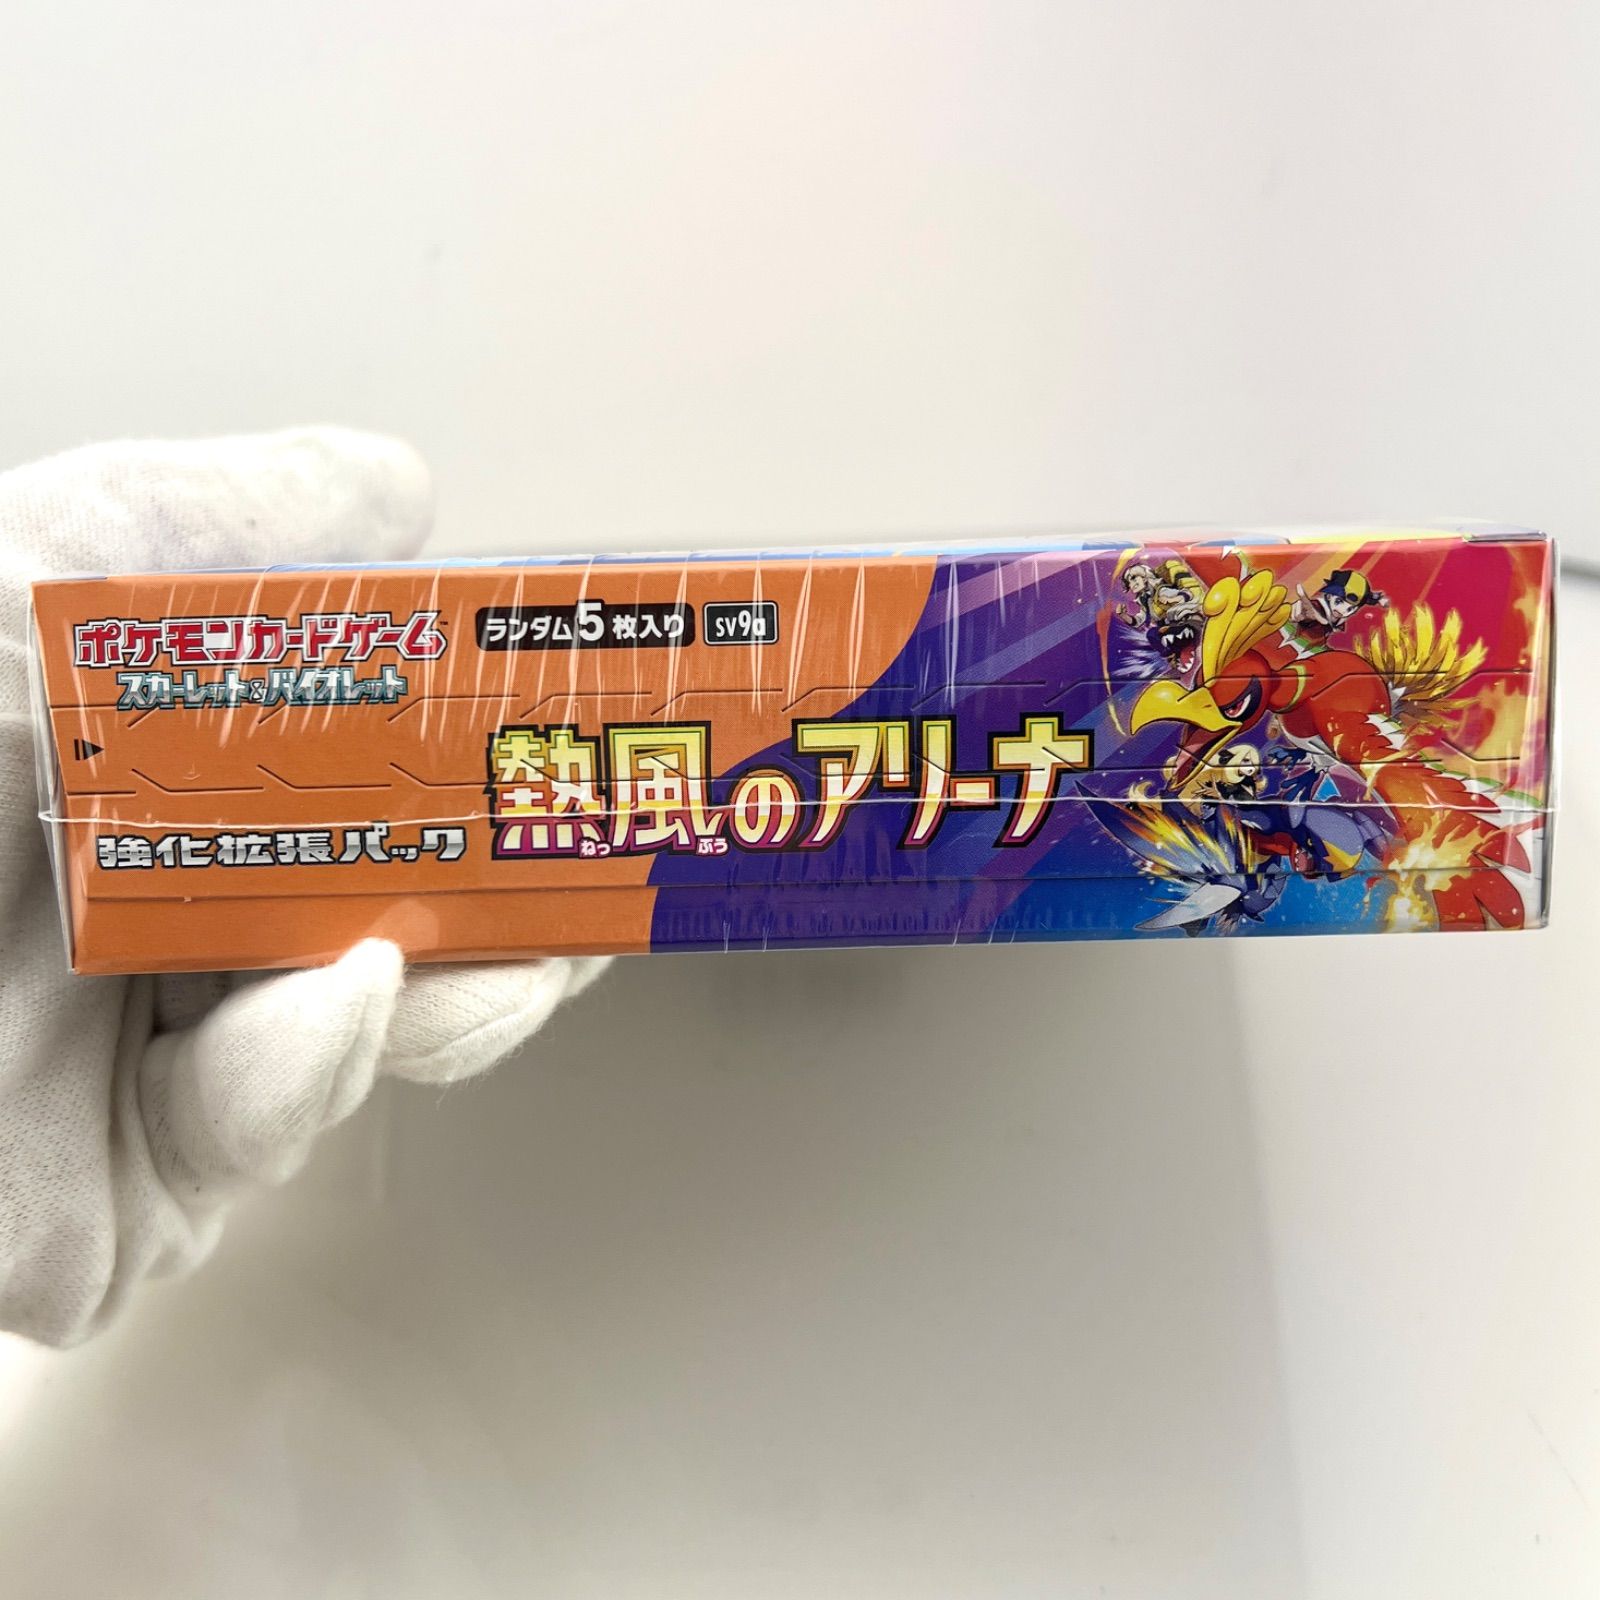 ポケモンカードゲーム™
スカーレット&バイオレット
ランダム5枚入り sv9a
熱風のアリーナ
ねっ ぷう
強化拡張パック